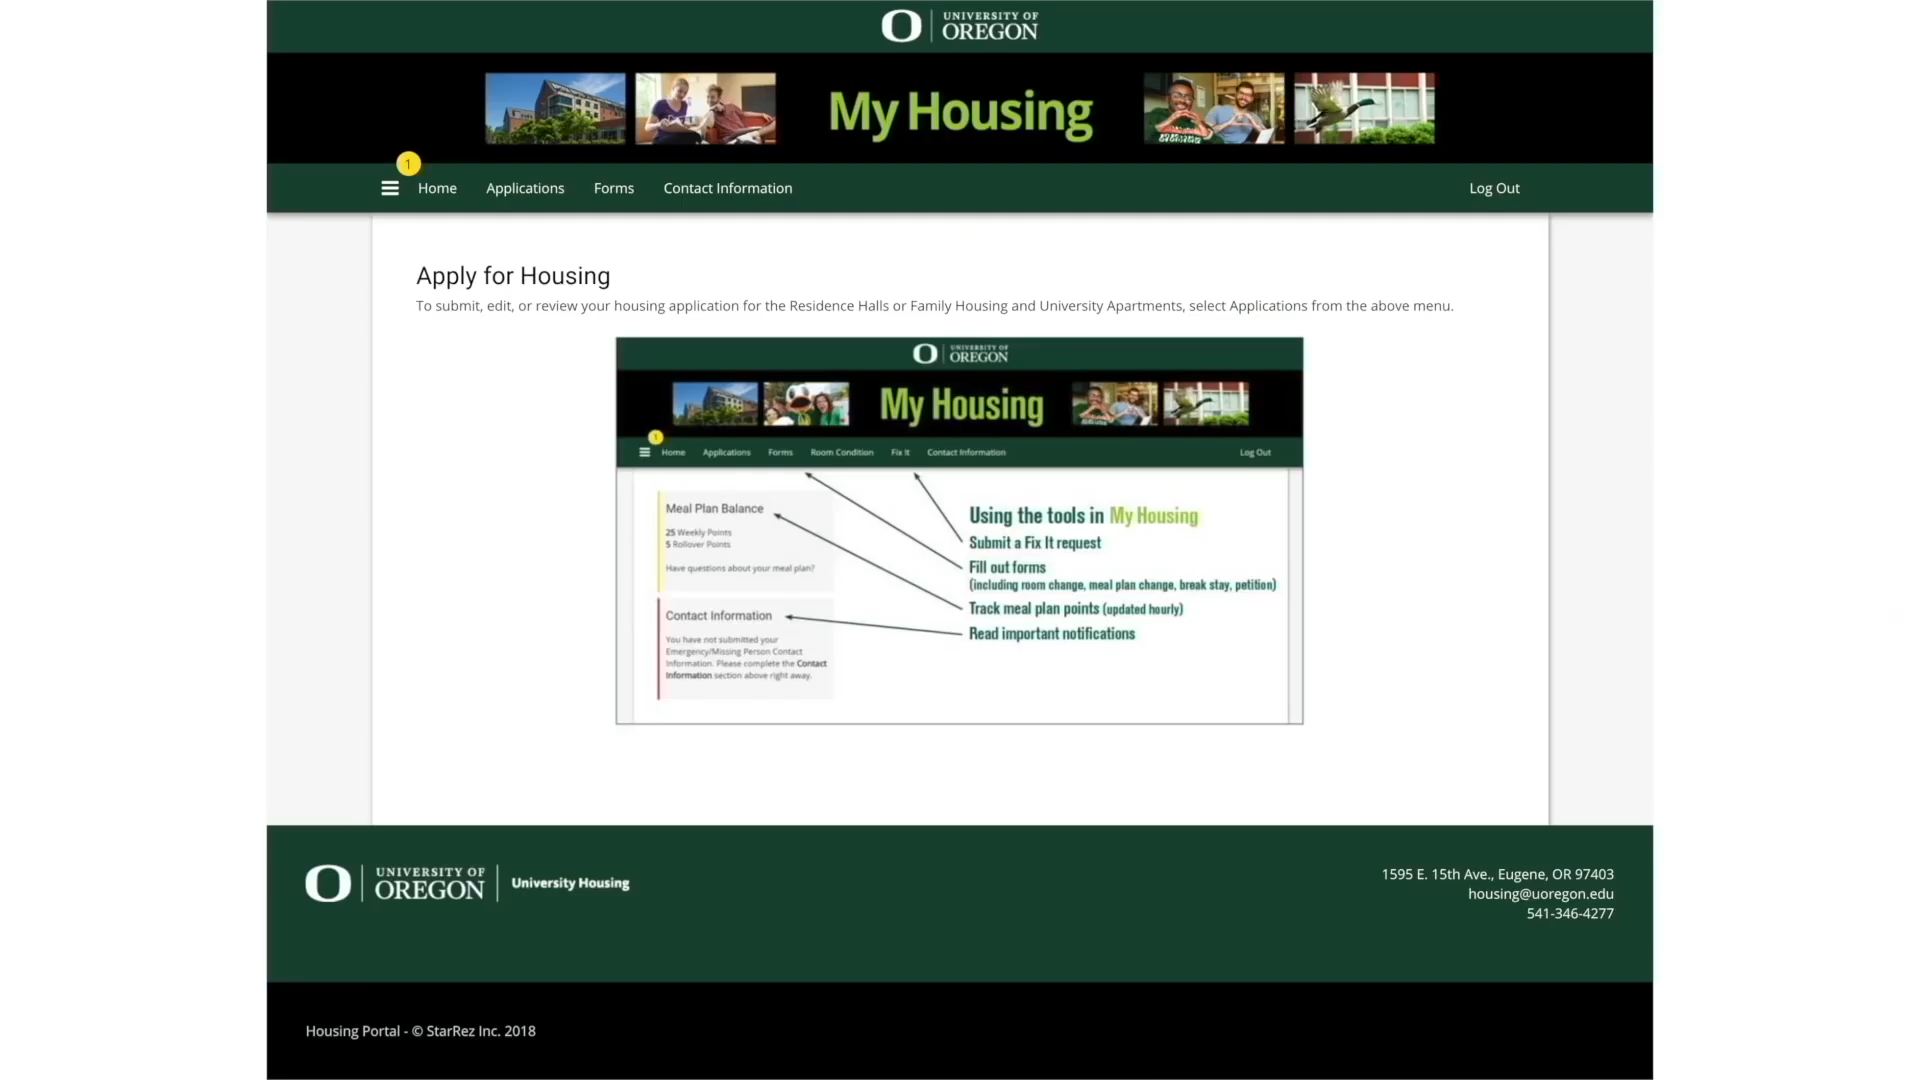 UNIVERSITY OF
OREGON
My Housing
1
Home Applications Forms Contact Information Log Out
Apply for Housing
To submit, edit, or review your housing application for the Residence Halls or Family Housing and University Apartments, select Applications from the above menu.
UNIVERSITY OF
OREGON
My Housing
1
Home Applications Forms Room Condition Fix It Contact Information Log Out
Meal Plan Balance
25 Weekly Points
5 Rollover Points
Have questions about your meal plan?
Contact Information
You have not submitted your
Emergency/Missing Person Contact
Information. Please complete the Contact
Information section above right away.
Using the tools in My Housing
Submit a Fix It request
Fill out forms
(including room change, meal plan change, break stay, petition)
Track meal plan points (updated hourly)
Read important notifications
UNIVERSITY OF
OREGON
University Housing
1595 E. 15th Ave., Eugene, OR 97403
housing@uoregon.edu
541-346-4277
Housing Portal - © StarRez Inc. 2018